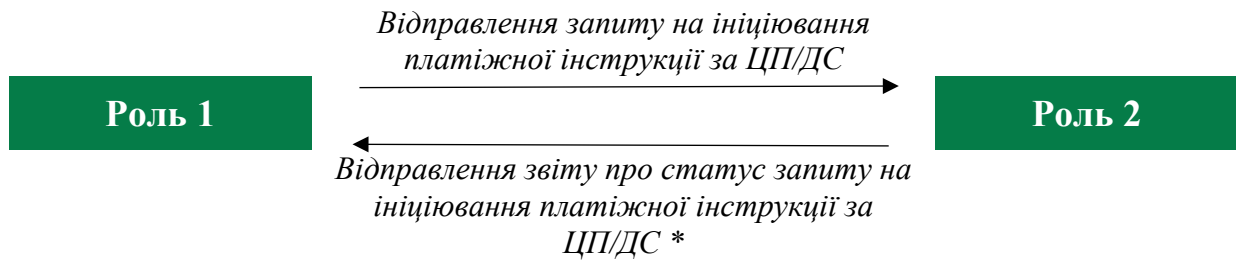 Відправлення запиту на ініціювання
платіжної інструкції за ЦП/ДС
Роль 1
Роль 2
Відправлення звіту про статус запиту на
ініціювання платіжної інструкції за
ЦП/ДС *